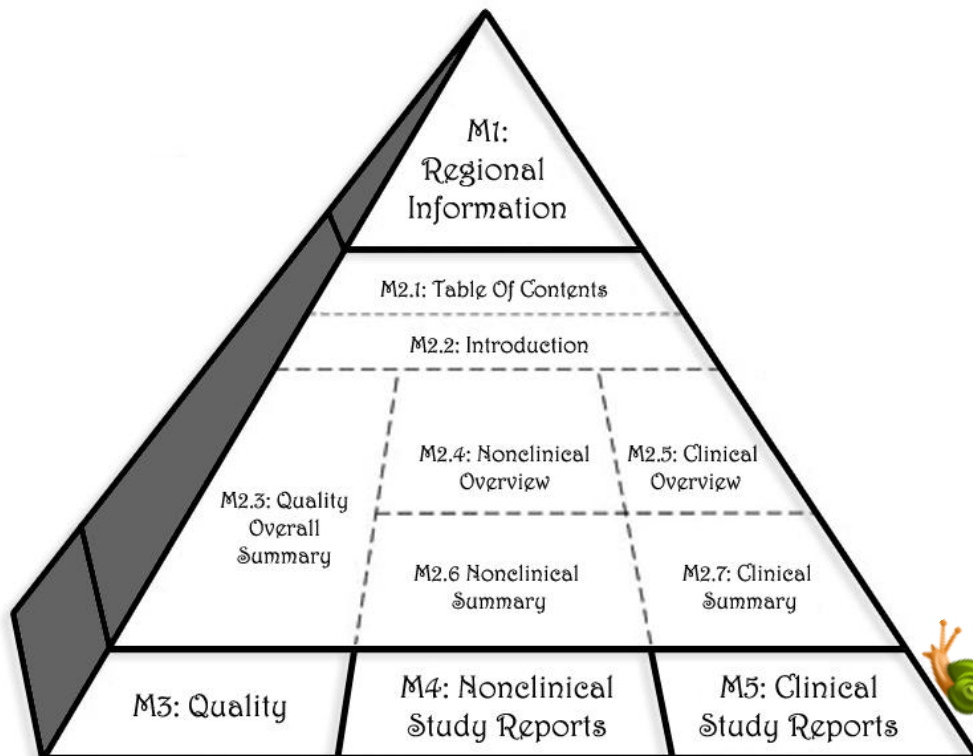 M1:
Regional
Information
M2.1: Table Of Contents
M2.2: Introduction
M2.3: Quality
Overall
Summary
M2.4: Nonclinical
Overview
M2.5: Clinical
Overview
M2.6 Nonclinical
Summary
M2.7: Clinical
Summary
M3: Quality
M4: Nonclinical
Study Reports
M5: Clinical
Study Reports